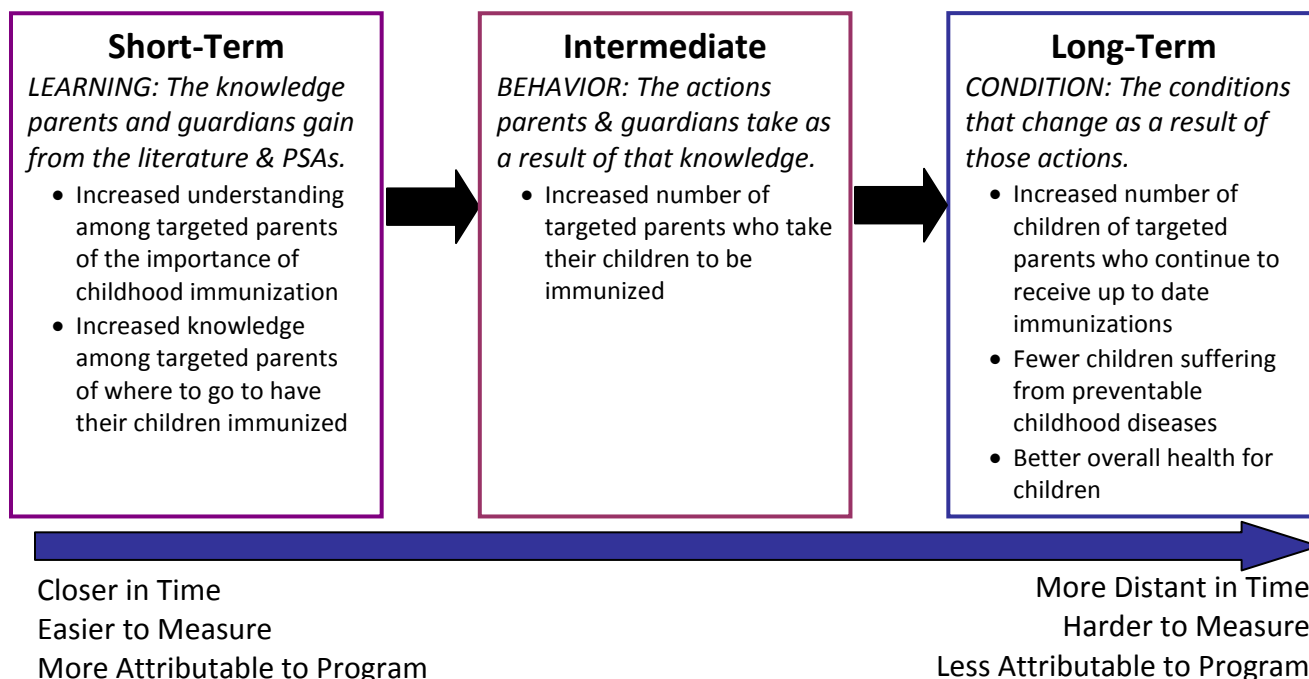 Short-Term
LEARNING: The knowledge
parents and guardians gain
from the literature & PSAs.
• Increased understanding
among targeted parents
of the importance of
childhood immunization
• Increased knowledge
among targeted parents
of where to go to have
their children immunized
Intermediate
BEHAVIOR: The actions
parents & guardians take as
a result of that knowledge.
• Increased number of
targeted parents who take
their children to be
immunized
Long-Term
CONDITION: The conditions
that change as a result of
those actions.
• Increased number of
children of targeted
parents who continue to
receive up to date
immunizations
• Fewer children suffering
from preventable
childhood diseases
• Better overall health for
children
Closer in Time
Easier to Measure
More Attributable to Program
More Distant in Time
Harder to Measure
Less Attributable to Program